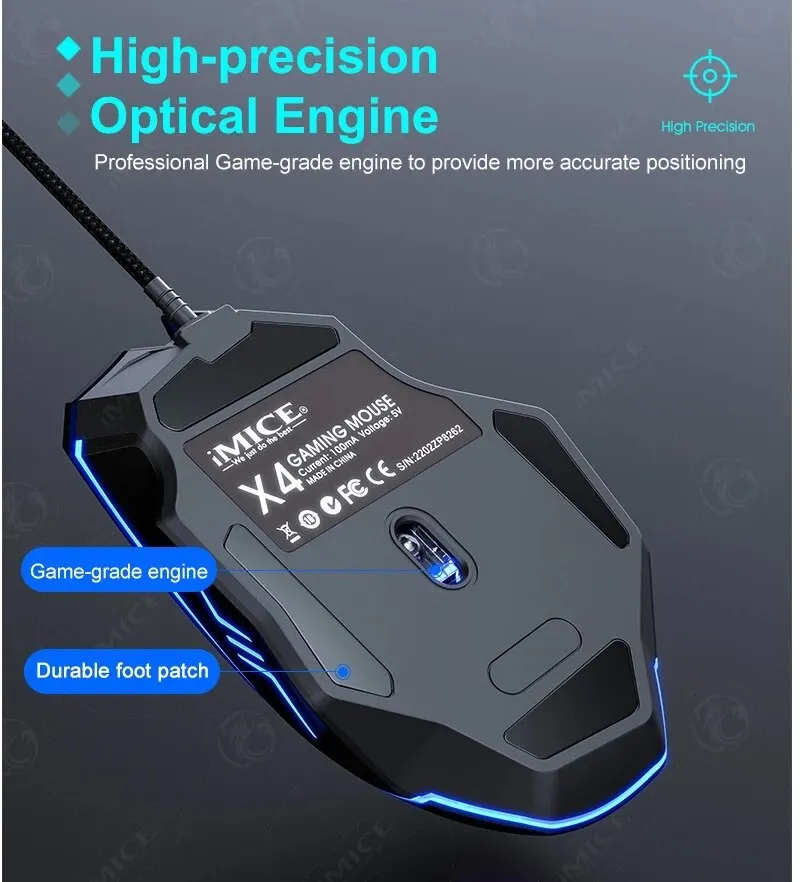 High-precision
Optical Engine
High Precision
Professional Game-grade engine to provide more accurate positioning
iMICE®
We just do the best
X4 GAMING MOUSE
Current: 100mA Voltage: 5V
MADE IN CHINA
FC CE S/N:2202ZP8262
Game-grade engine
Durable foot patch
iMICE